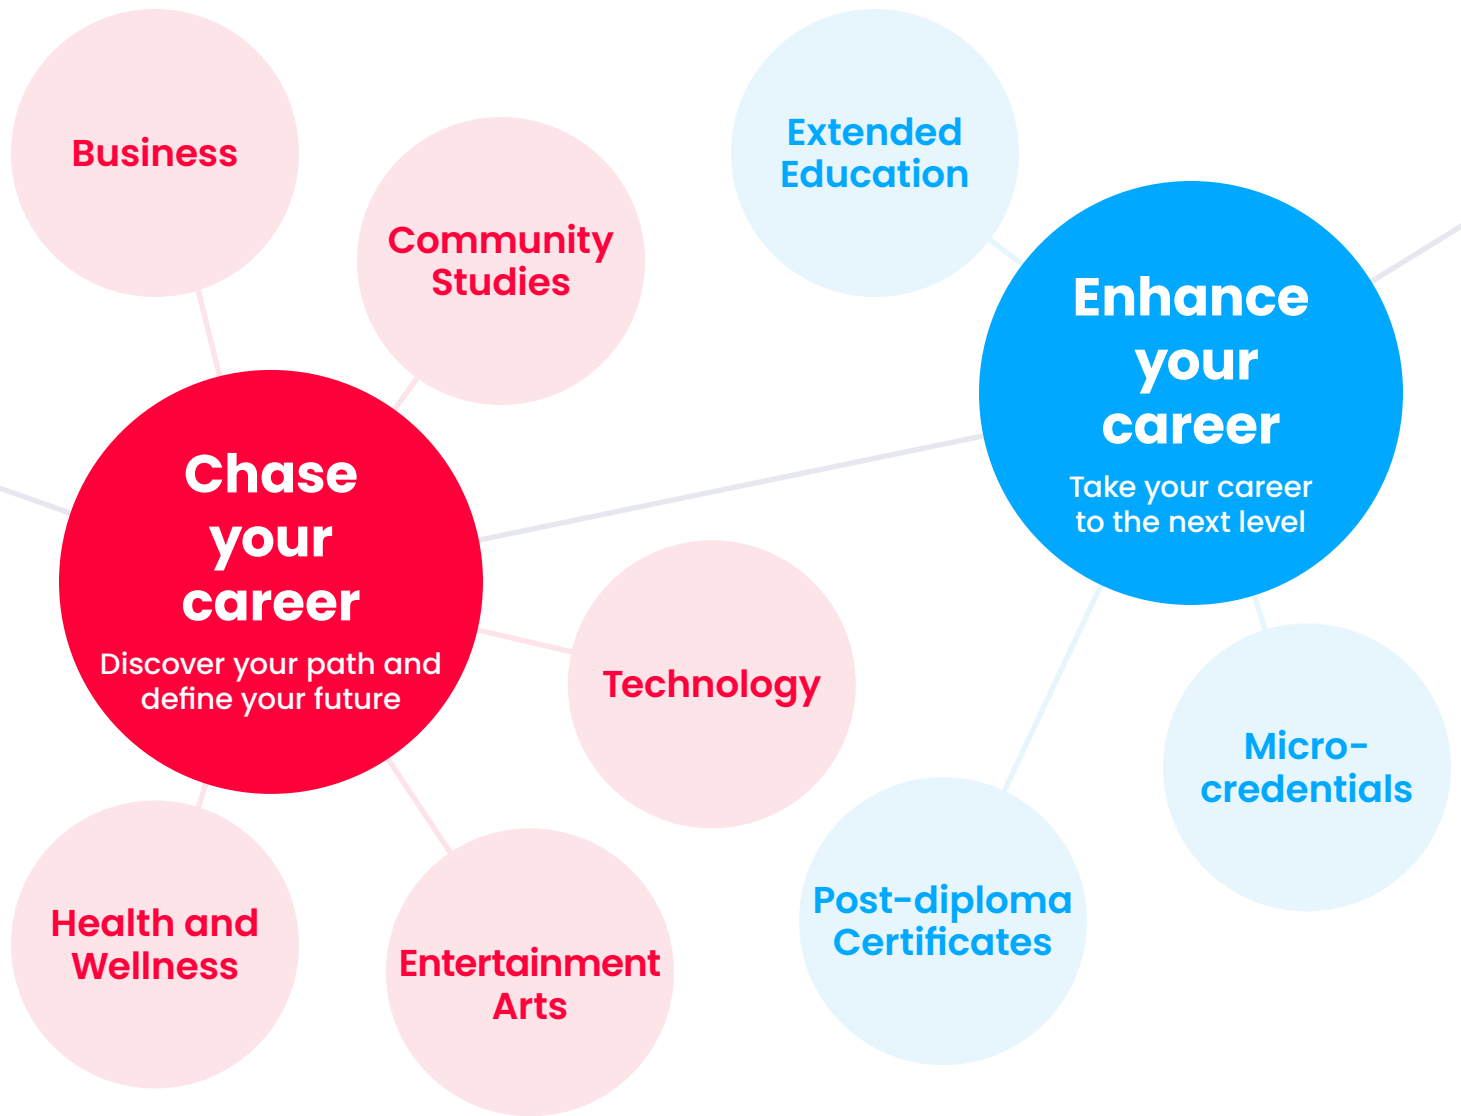 Business
Community
Studies
Chase
your
career
Discover your path and
define your future
Technology
Health and
Wellness
Entertainment
Arts
Extended
Education
Enhance
your
career
Take your career
to the next level
Micro-
credentials
Post-diploma
Certificates